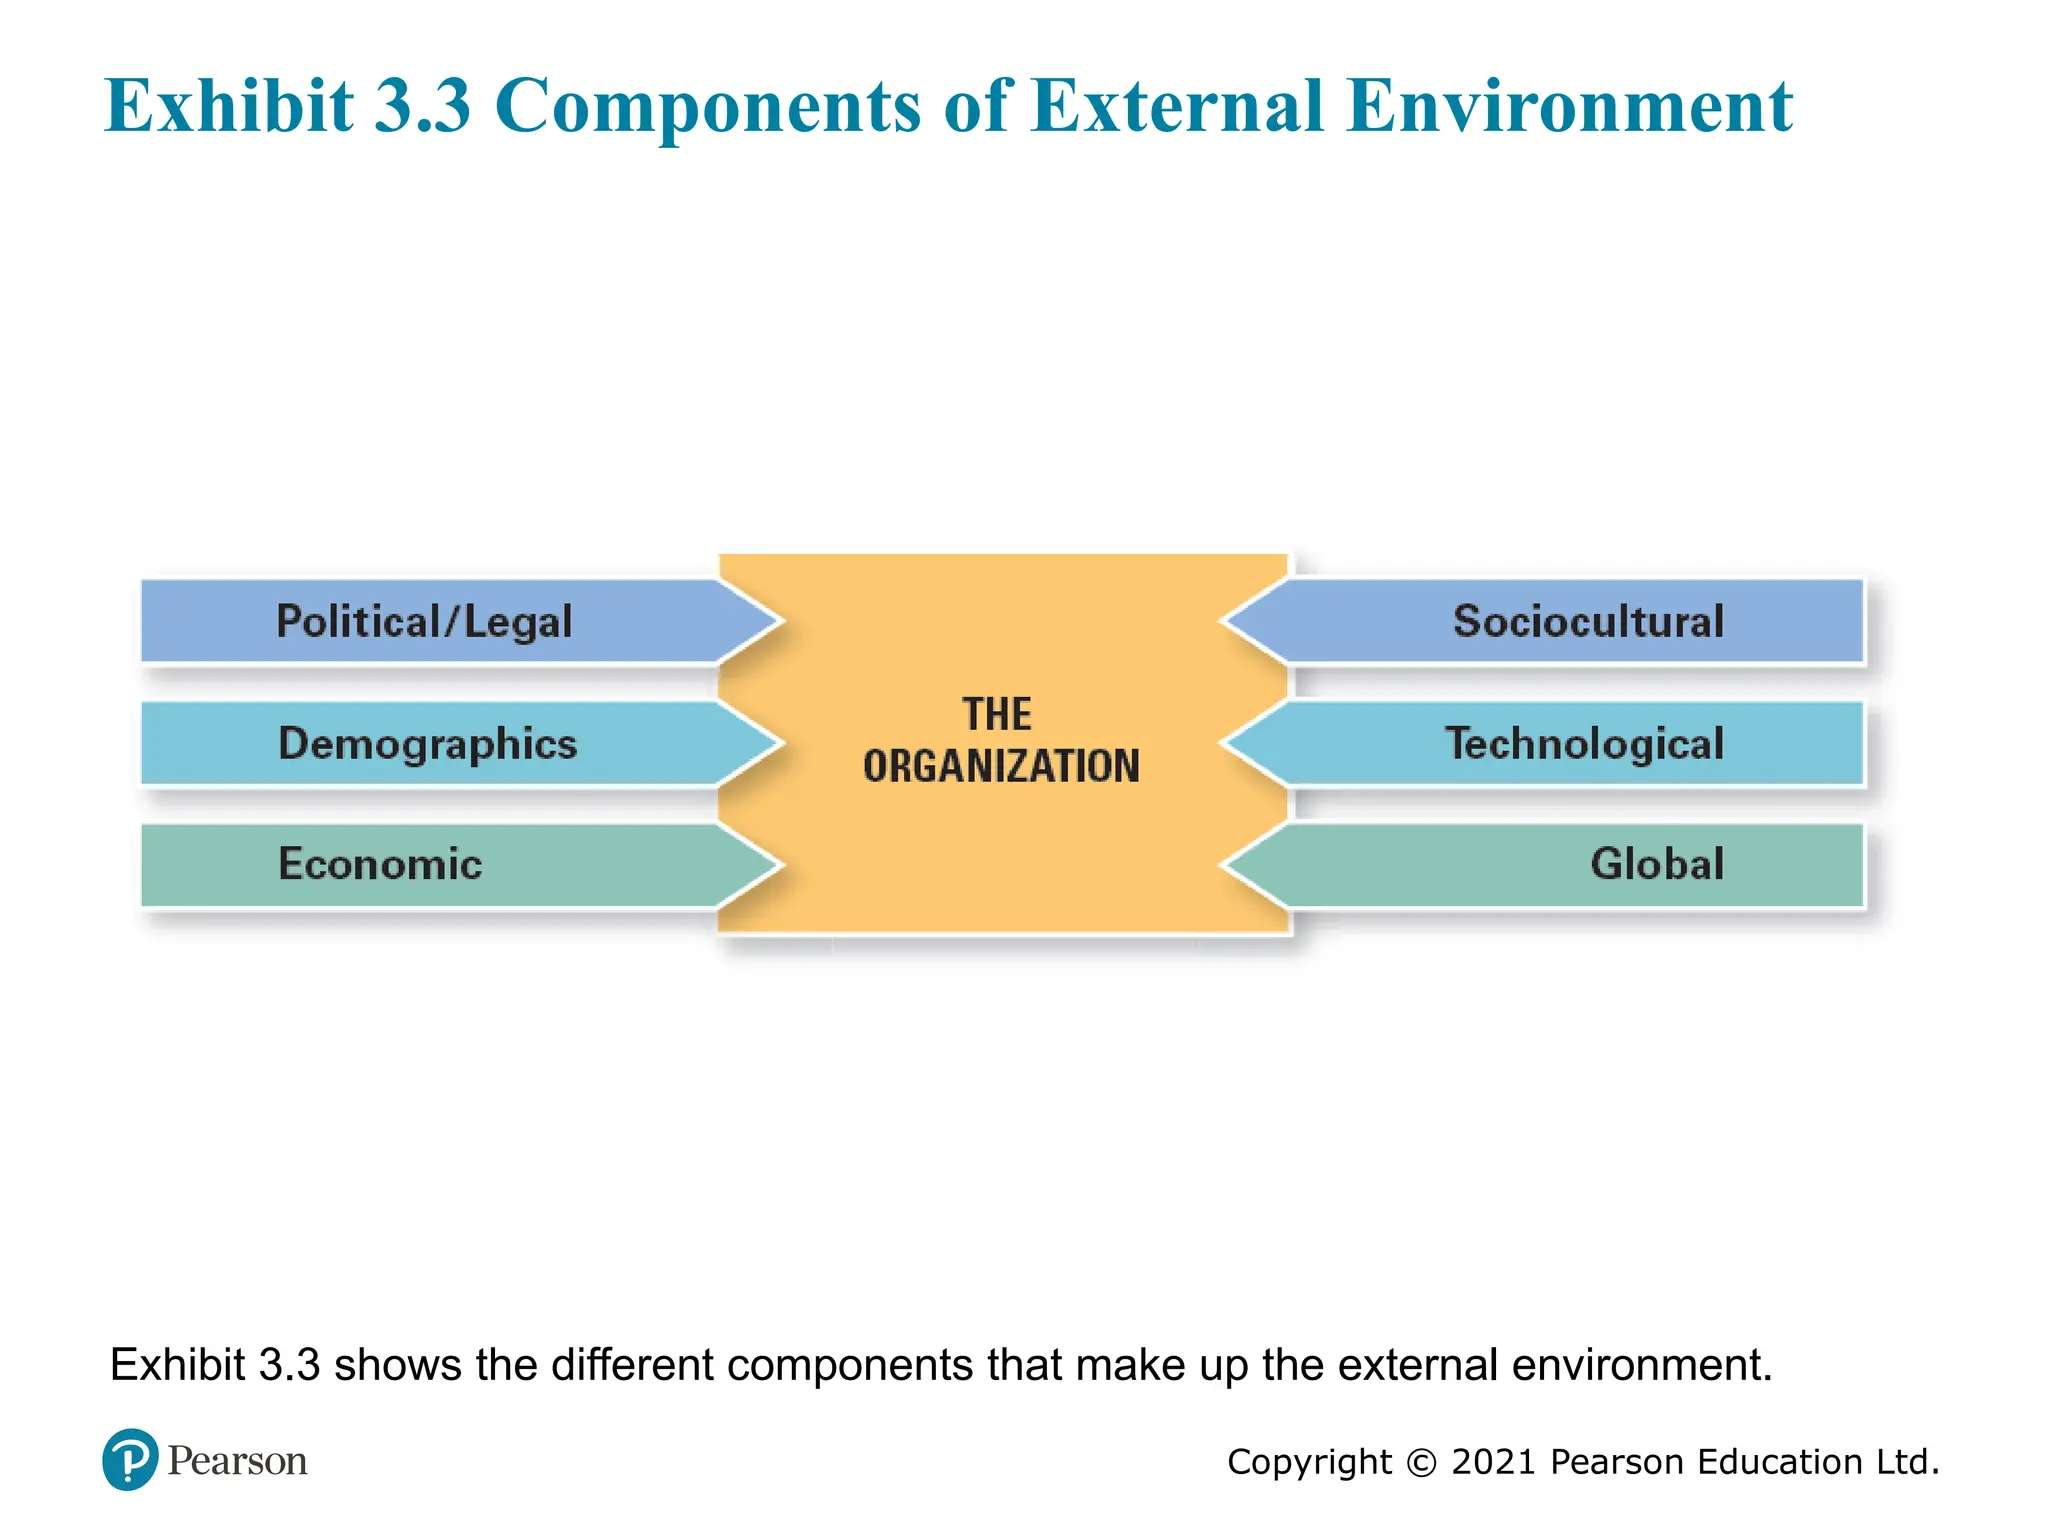 Exhibit 3.3 Components of External Environment
Political/Legal
Demographics
Economic
THE
ORGANIZATION
Sociocultural
Technological
Global
Exhibit 3.3 shows the different components that make up the external environment.
Pearson
Copyright © 2021 Pearson Education Ltd.